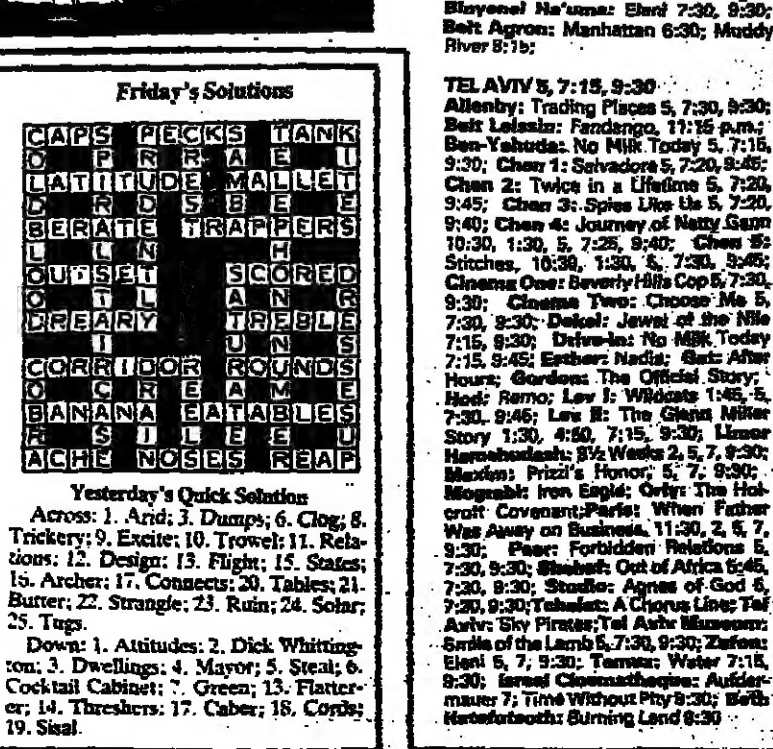 Friday's Solutions
CAPS PECKS TANK
LATITUDE MALLET
BERATE TRAPPERS
OUTSET SCORED
DREARY TREBLE
CORRIDOR ROUNDS
BANANA EATABLES
ACHE NOSES REAP
Yesterday's Quick Solution
Across: 1. Arid; 3. Dumps; 6. Clog; 8.
Trickery; 9. Excite; 10. Trowel; 11. Rela-
tions; 12. Design; 13. Flight; 15. States;
16. Archer; 17. Connects; 20. Tables; 21.
Butter; 22. Strangle; 23. Ruin; 24. Solar;
25. Tugs.
Down: 1. Attitudes; 2. Dick Whitting-
ton; 3. Dwellings; 4. Mayor; 5. Steal; 6.
Cocktail Cabinet; 7. Green; 13. Flatter-
er; 14. Threshers; 17. Caber; 18. Cords;
19. Sisal.
Binyenei Ha'uma: Eleni 7:30, 9:30;
Beit Agron: Manhattan 6:30; Muddy
River 8:15;
TEL AVIV 5, 7:15, 9:30
Allenby: Trading Places 5, 7:30, 9:30;
Beit Leissin: Fandango, 11:15 p.m.;
Ben-Yehuda: No Milk Today 5, 7:15,
9:30; Chen 1: Salvadore 5, 7:20, 9:45;
Chen 2: Twice in a Lifetime 5, 7:20,
9:45; Chen 3: Spies Like Us 5, 7:20,
9:40; Chen 4: Journey of Natty Gann
10:30, 1:30, 5, 7:25, 9:40; Chen 5:
Stitches, 10:30, 1:30, 5, 7:30, 9:45;
Cinema One: Beverly Hills Cop 5, 7:30,
9:30; Cinema Two: Choose Me 5,
7:30, 9:30; Dekel: Jewel of the Nile
7:15, 9:30; Drive-in: No Milk Today
7:15, 9:45; Esther: Nadia; Gat: After
Hours; Gordon: The Official Story;
Hod: Remo; Lev I: Wildcats 1:45, 5,
7:30, 9:45; Lev II: The Glenn Miller
Story 1:30, 4:50, 7:15, 9:30; Limor
Hamehudash: 9½ Weeks 2, 5, 7, 9:30;
Maxim: Prizzi's Honor, 5, 7, 9:30;
Mograbi: Iron Eagle; Orly: The Hol-
croft Covenant; Paris: When Father
Was Away on Business, 11:30, 2, 5, 7,
9:30; Peer: Forbidden Relations 5,
7:30, 9:30; Shahaf: Out of Africa 6:45,
7:30, 9:30; Studio: Agnes of God 5,
7:30, 9:30; Tchelet: A Chorus Line; Tel
Aviv: Sky Pirates; Tel Aviv Museum:
Smile of the Lamb 5, 7:30, 9:30; Zafon:
Eleni 5, 7, 9:30; Tamuz: Water 7:15,
9:30; Israel Cinematheque: Aufder-
mauer 7; Time Without Pity 9:30; Beth
Hatefutsoth: Burning Land 8:30